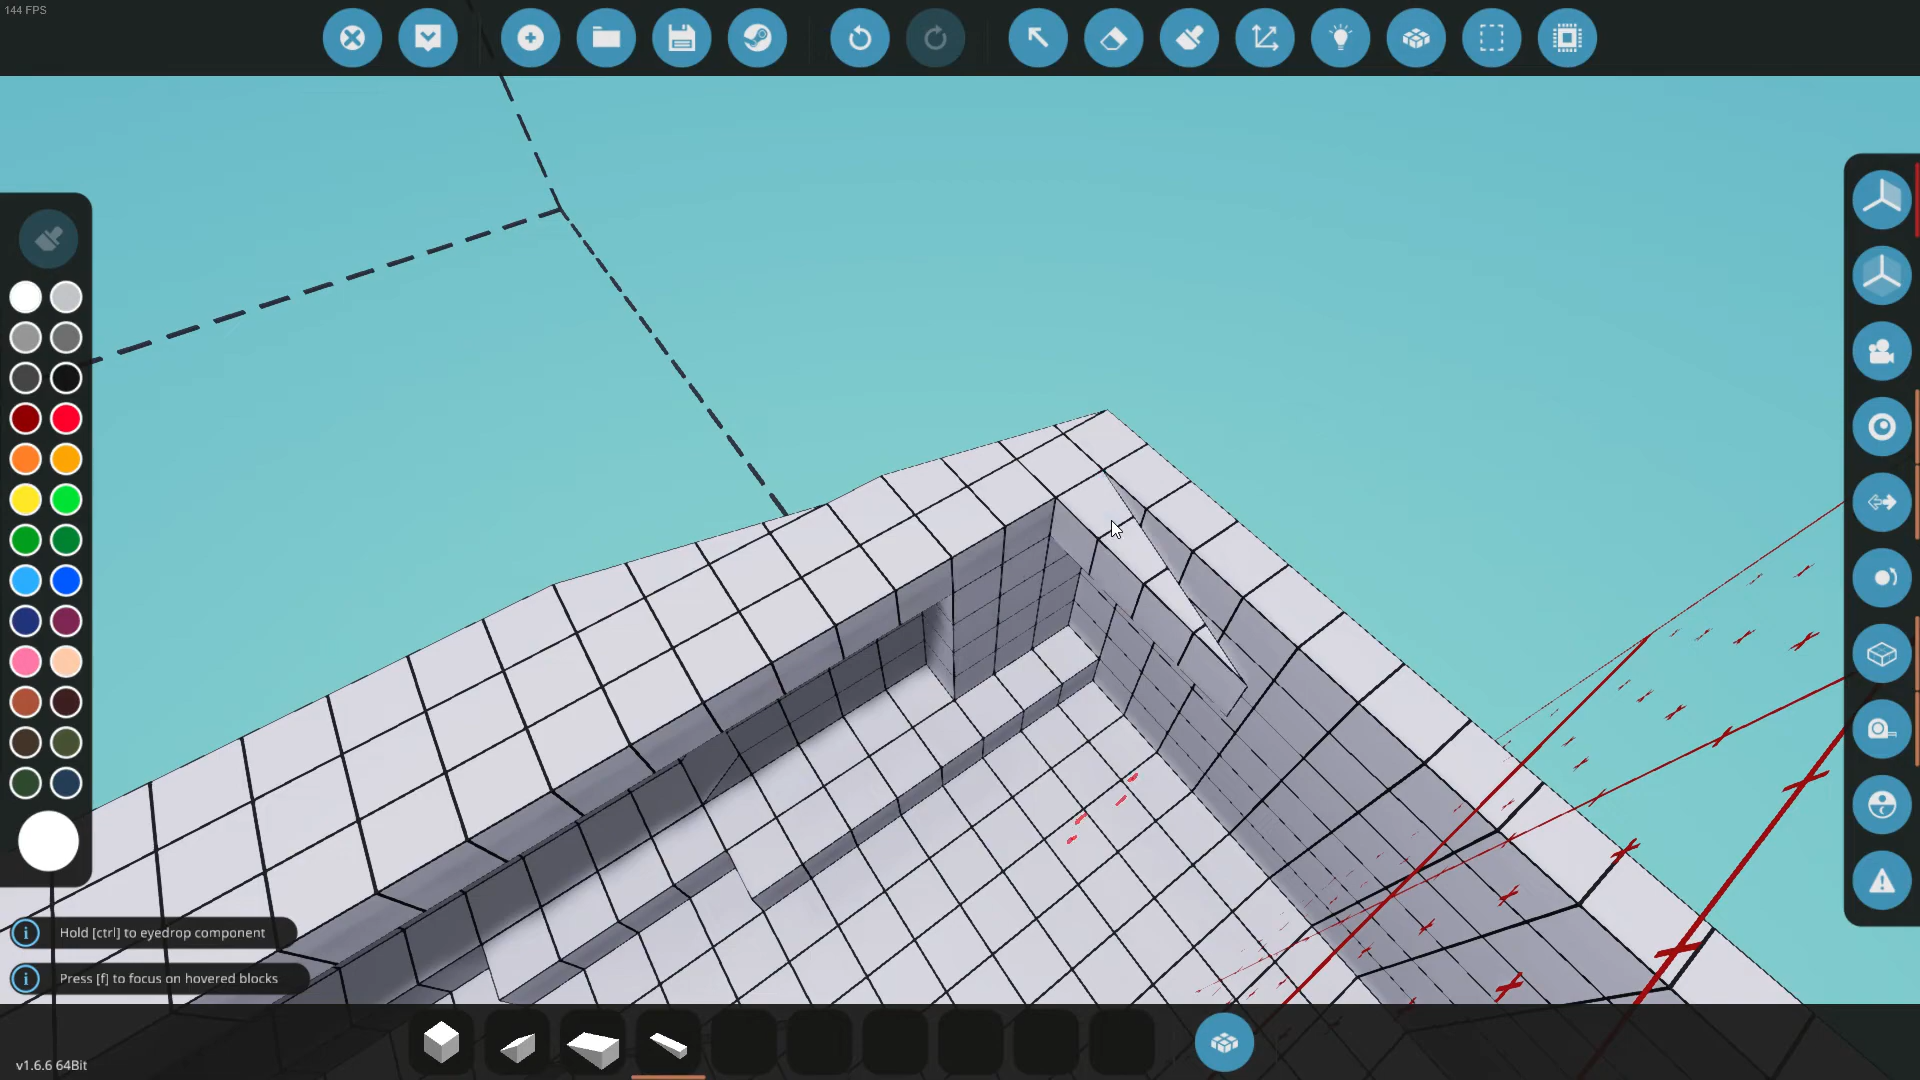 144 FPS
Hold [ctrl] to eyedrop component
Press [f] to focus on hovered blocks
v1.6.6 64Bit